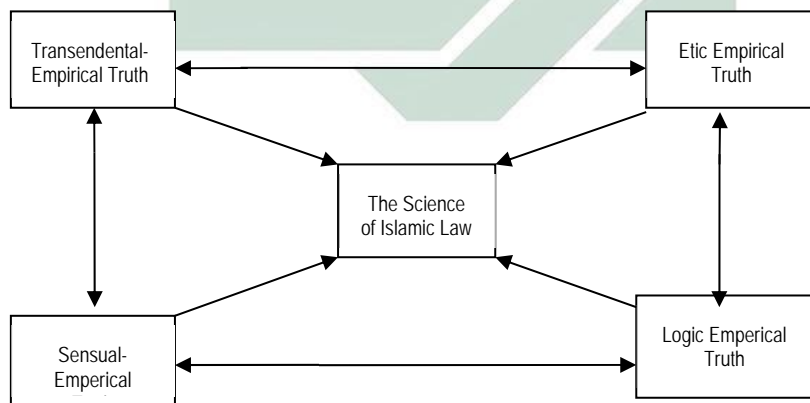 Transendental-
Empirical Truth
Etic Empirical
Truth
The Science
of Islamic Law
Sensual-
Emperical
Logic Emperical
Truth